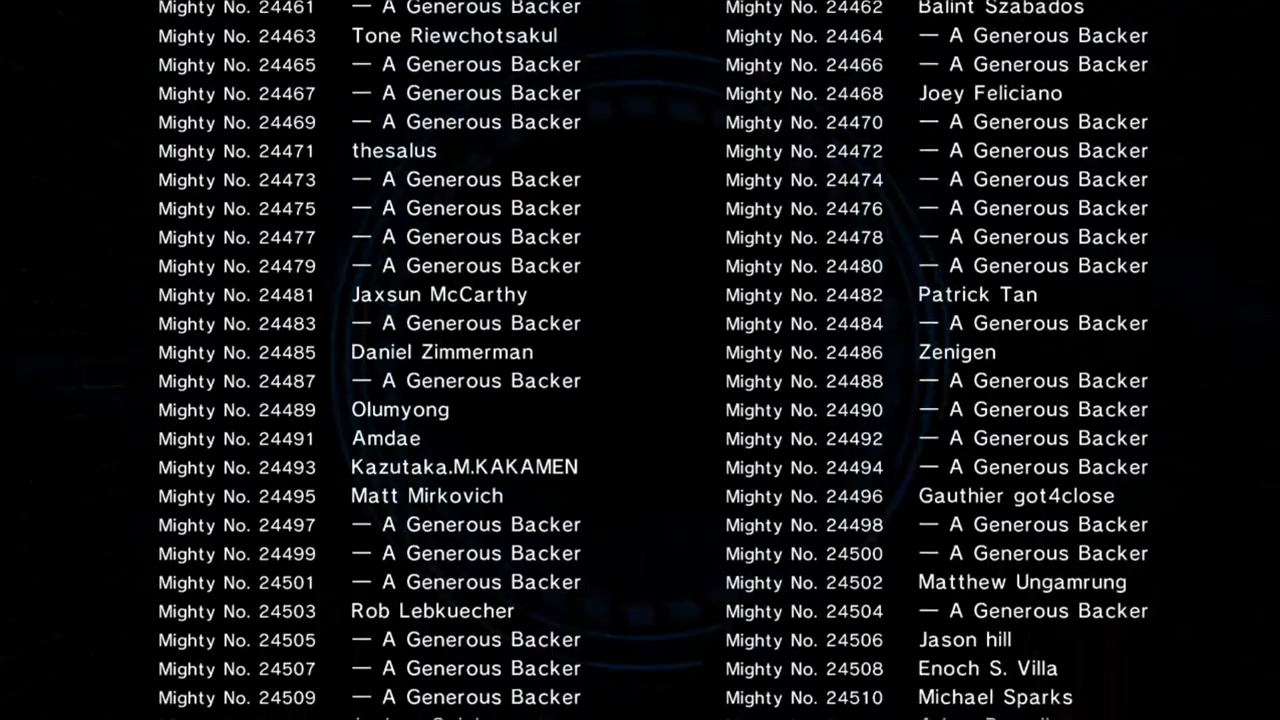 Mighty No. 24461 — A Generous Backer Mighty No. 24462 Balint Szabados
Mighty No. 24463 Tone Riewchotsakul Mighty No. 24464 — A Generous Backer
Mighty No. 24465 — A Generous Backer Mighty No. 24466 — A Generous Backer
Mighty No. 24467 — A Generous Backer Mighty No. 24468 Joey Feliciano
Mighty No. 24469 — A Generous Backer Mighty No. 24470 — A Generous Backer
Mighty No. 24471 thesalus Mighty No. 24472 — A Generous Backer
Mighty No. 24473 — A Generous Backer Mighty No. 24474 — A Generous Backer
Mighty No. 24475 — A Generous Backer Mighty No. 24476 — A Generous Backer
Mighty No. 24477 — A Generous Backer Mighty No. 24478 — A Generous Backer
Mighty No. 24479 — A Generous Backer Mighty No. 24480 — A Generous Backer
Mighty No. 24481 Jaxsun McCarthy Mighty No. 24482 Patrick Tan
Mighty No. 24483 — A Generous Backer Mighty No. 24484 — A Generous Backer
Mighty No. 24485 Daniel Zimmerman Mighty No. 24486 Zenigen
Mighty No. 24487 — A Generous Backer Mighty No. 24488 — A Generous Backer
Mighty No. 24489 Olumyong Mighty No. 24490 — A Generous Backer
Mighty No. 24491 Amdae Mighty No. 24492 — A Generous Backer
Mighty No. 24493 Kazutaka.M.KAKAMEN Mighty No. 24494 — A Generous Backer
Mighty No. 24495 Matt Mirkovich Mighty No. 24496 Gauthier got4close
Mighty No. 24497 — A Generous Backer Mighty No. 24498 — A Generous Backer
Mighty No. 24499 — A Generous Backer Mighty No. 24500 — A Generous Backer
Mighty No. 24501 — A Generous Backer Mighty No. 24502 Matthew Ungamrung
Mighty No. 24503 Rob Lebkuecher Mighty No. 24504 — A Generous Backer
Mighty No. 24505 — A Generous Backer Mighty No. 24506 Jason hill
Mighty No. 24507 — A Generous Backer Mighty No. 24508 Enoch S. Villa
Mighty No. 24509 — A Generous Backer Mighty No. 24510 Michael Sparks